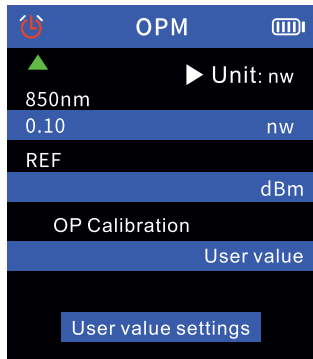 OPM
Unit: nw
850nm
0.10 nw
REF
dBm
OP Calibration
User value
User value settings